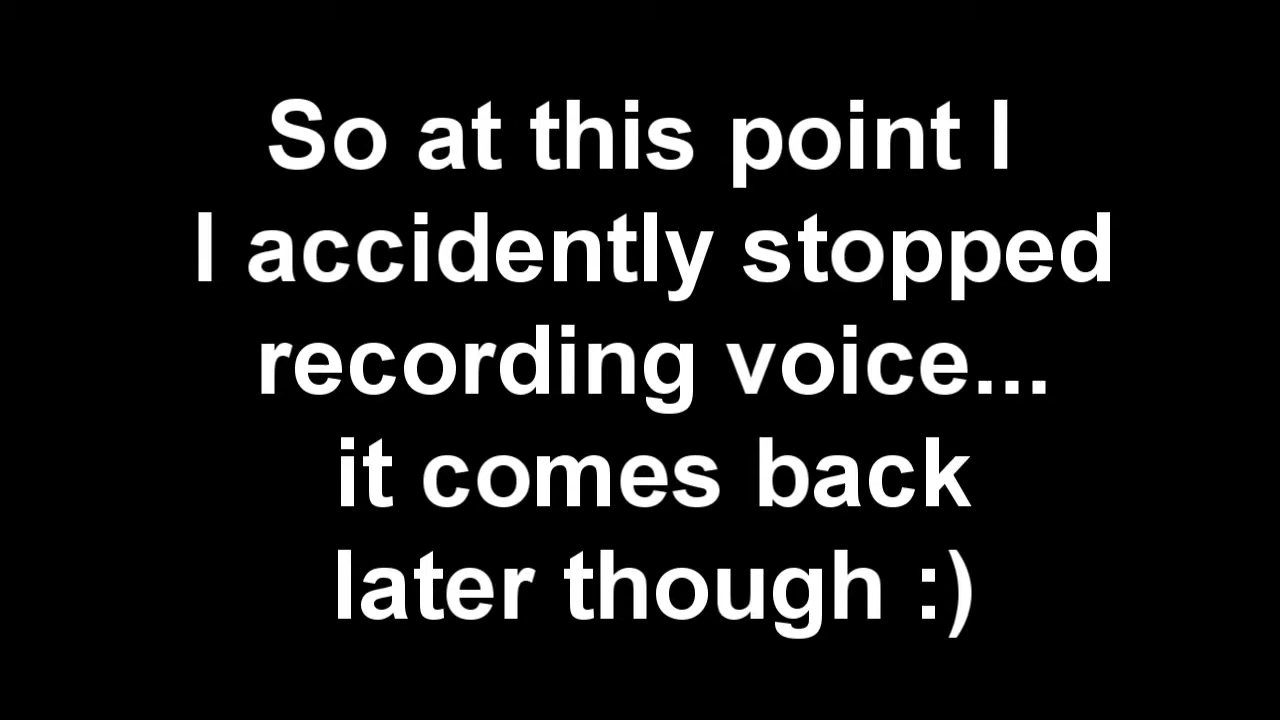 So at this point I
I accidently stopped
recording voice...
it comes back
later though :)